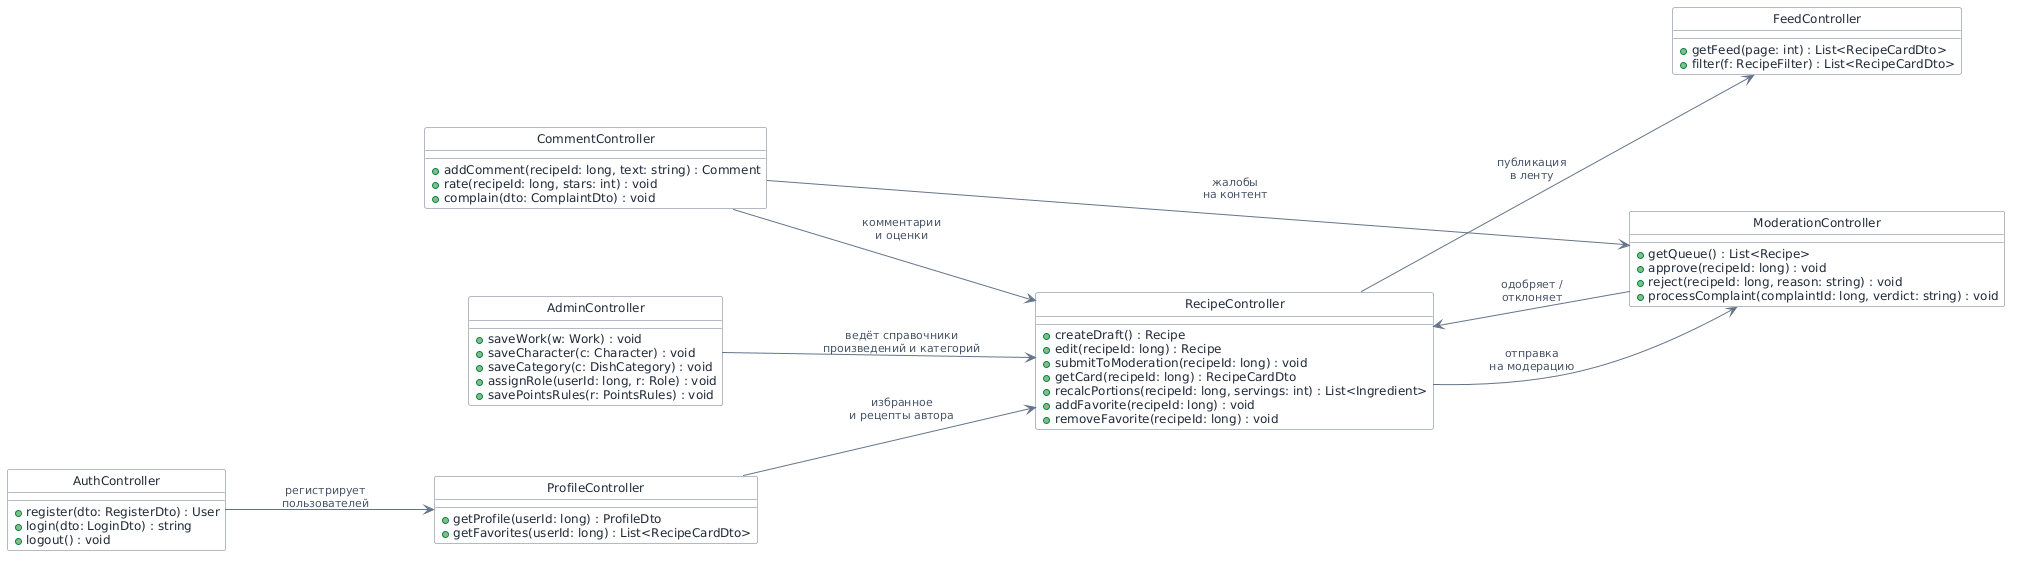 FeedController
getFeed(page: int) : List<RecipeCardDto>
filter(f: RecipeFilter) : List<RecipeCardDto>
CommentController
addComment(recipeId: long, text: string) : Comment
rate(recipeId: long, stars: int) : void
complain(dto: ComplaintDto) : void
публикация
в ленту
жалобы
на контент
комментарии
и оценки
ModerationController
getQueue() : List<Recipe>
approve(recipeId: long) : void
reject(recipeId: long, reason: string) : void
processComplaint(complaintId: long, verdict: string) : void
одобряет /
отклоняет
AdminController
saveWork(w: Work) : void
saveCharacter(c: Character) : void
saveCategory(c: DishCategory) : void
assignRole(userId: long, r: Role) : void
savePointsRules(r: PointsRules) : void
ведёт справочники
произведений и категорий
RecipeController
createDraft() : Recipe
edit(recipeId: long) : Recipe
submitToModeration(recipeId: long) : void
getCard(recipeId: long) : RecipeCardDto
recalcPortions(recipeId: long, servings: int) : List<Ingredient>
addFavorite(recipeId: long) : void
removeFavorite(recipeId: long) : void
отправка
на модерацию
избранное
и рецепты автора
AuthController
register(dto: RegisterDto) : User
login(dto: LoginDto) : string
logout() : void
регистрирует
пользователей
ProfileController
getProfile(userId: long) : ProfileDto
getFavorites(userId: long) : List<RecipeCardDto>